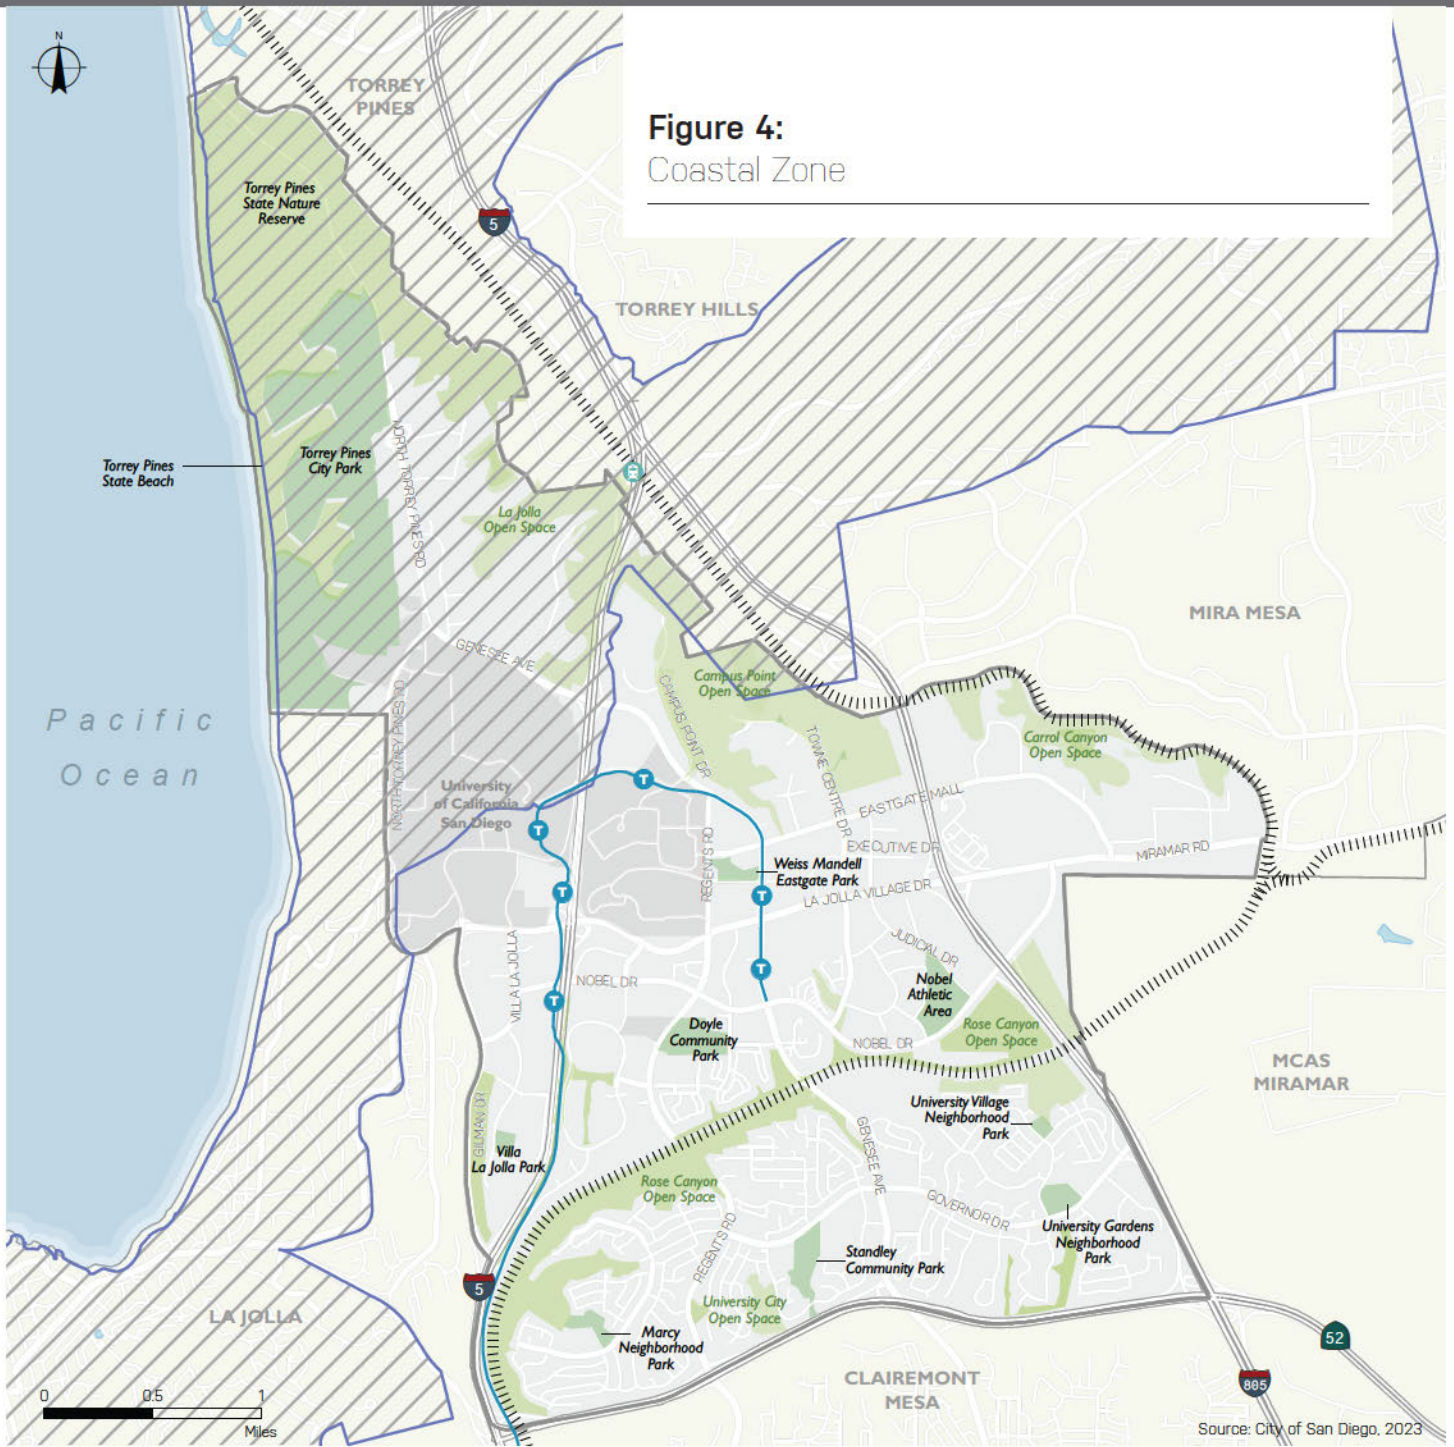 N
TORREY
PINES
Figure 4:
Coastal Zone
Torrey Pines
State Nature
Reserve
5
TORREY HILLS
NORTH TORREY PINES RD
Torrey Pines
City Park
Torrey Pines
State Beach
La Jolla
Open Space
MIRA MESA
GENESEE AVE
Campus Point
Open Space
CAMPUS POINT DR
NORTH TORREY PINES RD
Pacific
Ocean
TOWNE CENTRE DR
Carrol Canyon
Open Space
T
University
of California
San Diego
EASTGATE MALL
T
EXECUTIVE DR
MIRAMAR RD
REGENTS RD
Weiss Mandell
Eastgate Park
T
T
LA JOLLA VILLAGE DR
JUDICIAL DR
VILLA LA JOLLA
T
NOBEL DR
T
Nobel
Athletic
Area
Doyle
Community
Park
NOBEL DR
Rose Canyon
Open Space
MCAS
MIRAMAR
University Village
Neighborhood
Park
GILMAN DR
GENESEE AVE
Villa
La Jolla Park
Rose Canyon
Open Space
GOVERNOR DR
REGENTS RD
University Gardens
Neighborhood
Park
Standley
Community Park
5
University City
Open Space
LA JOLLA
Marcy
Neighborhood
Park
52
CLAIREMONT
MESA
805
0 0.5 1
Miles
Source: City of San Diego, 2023